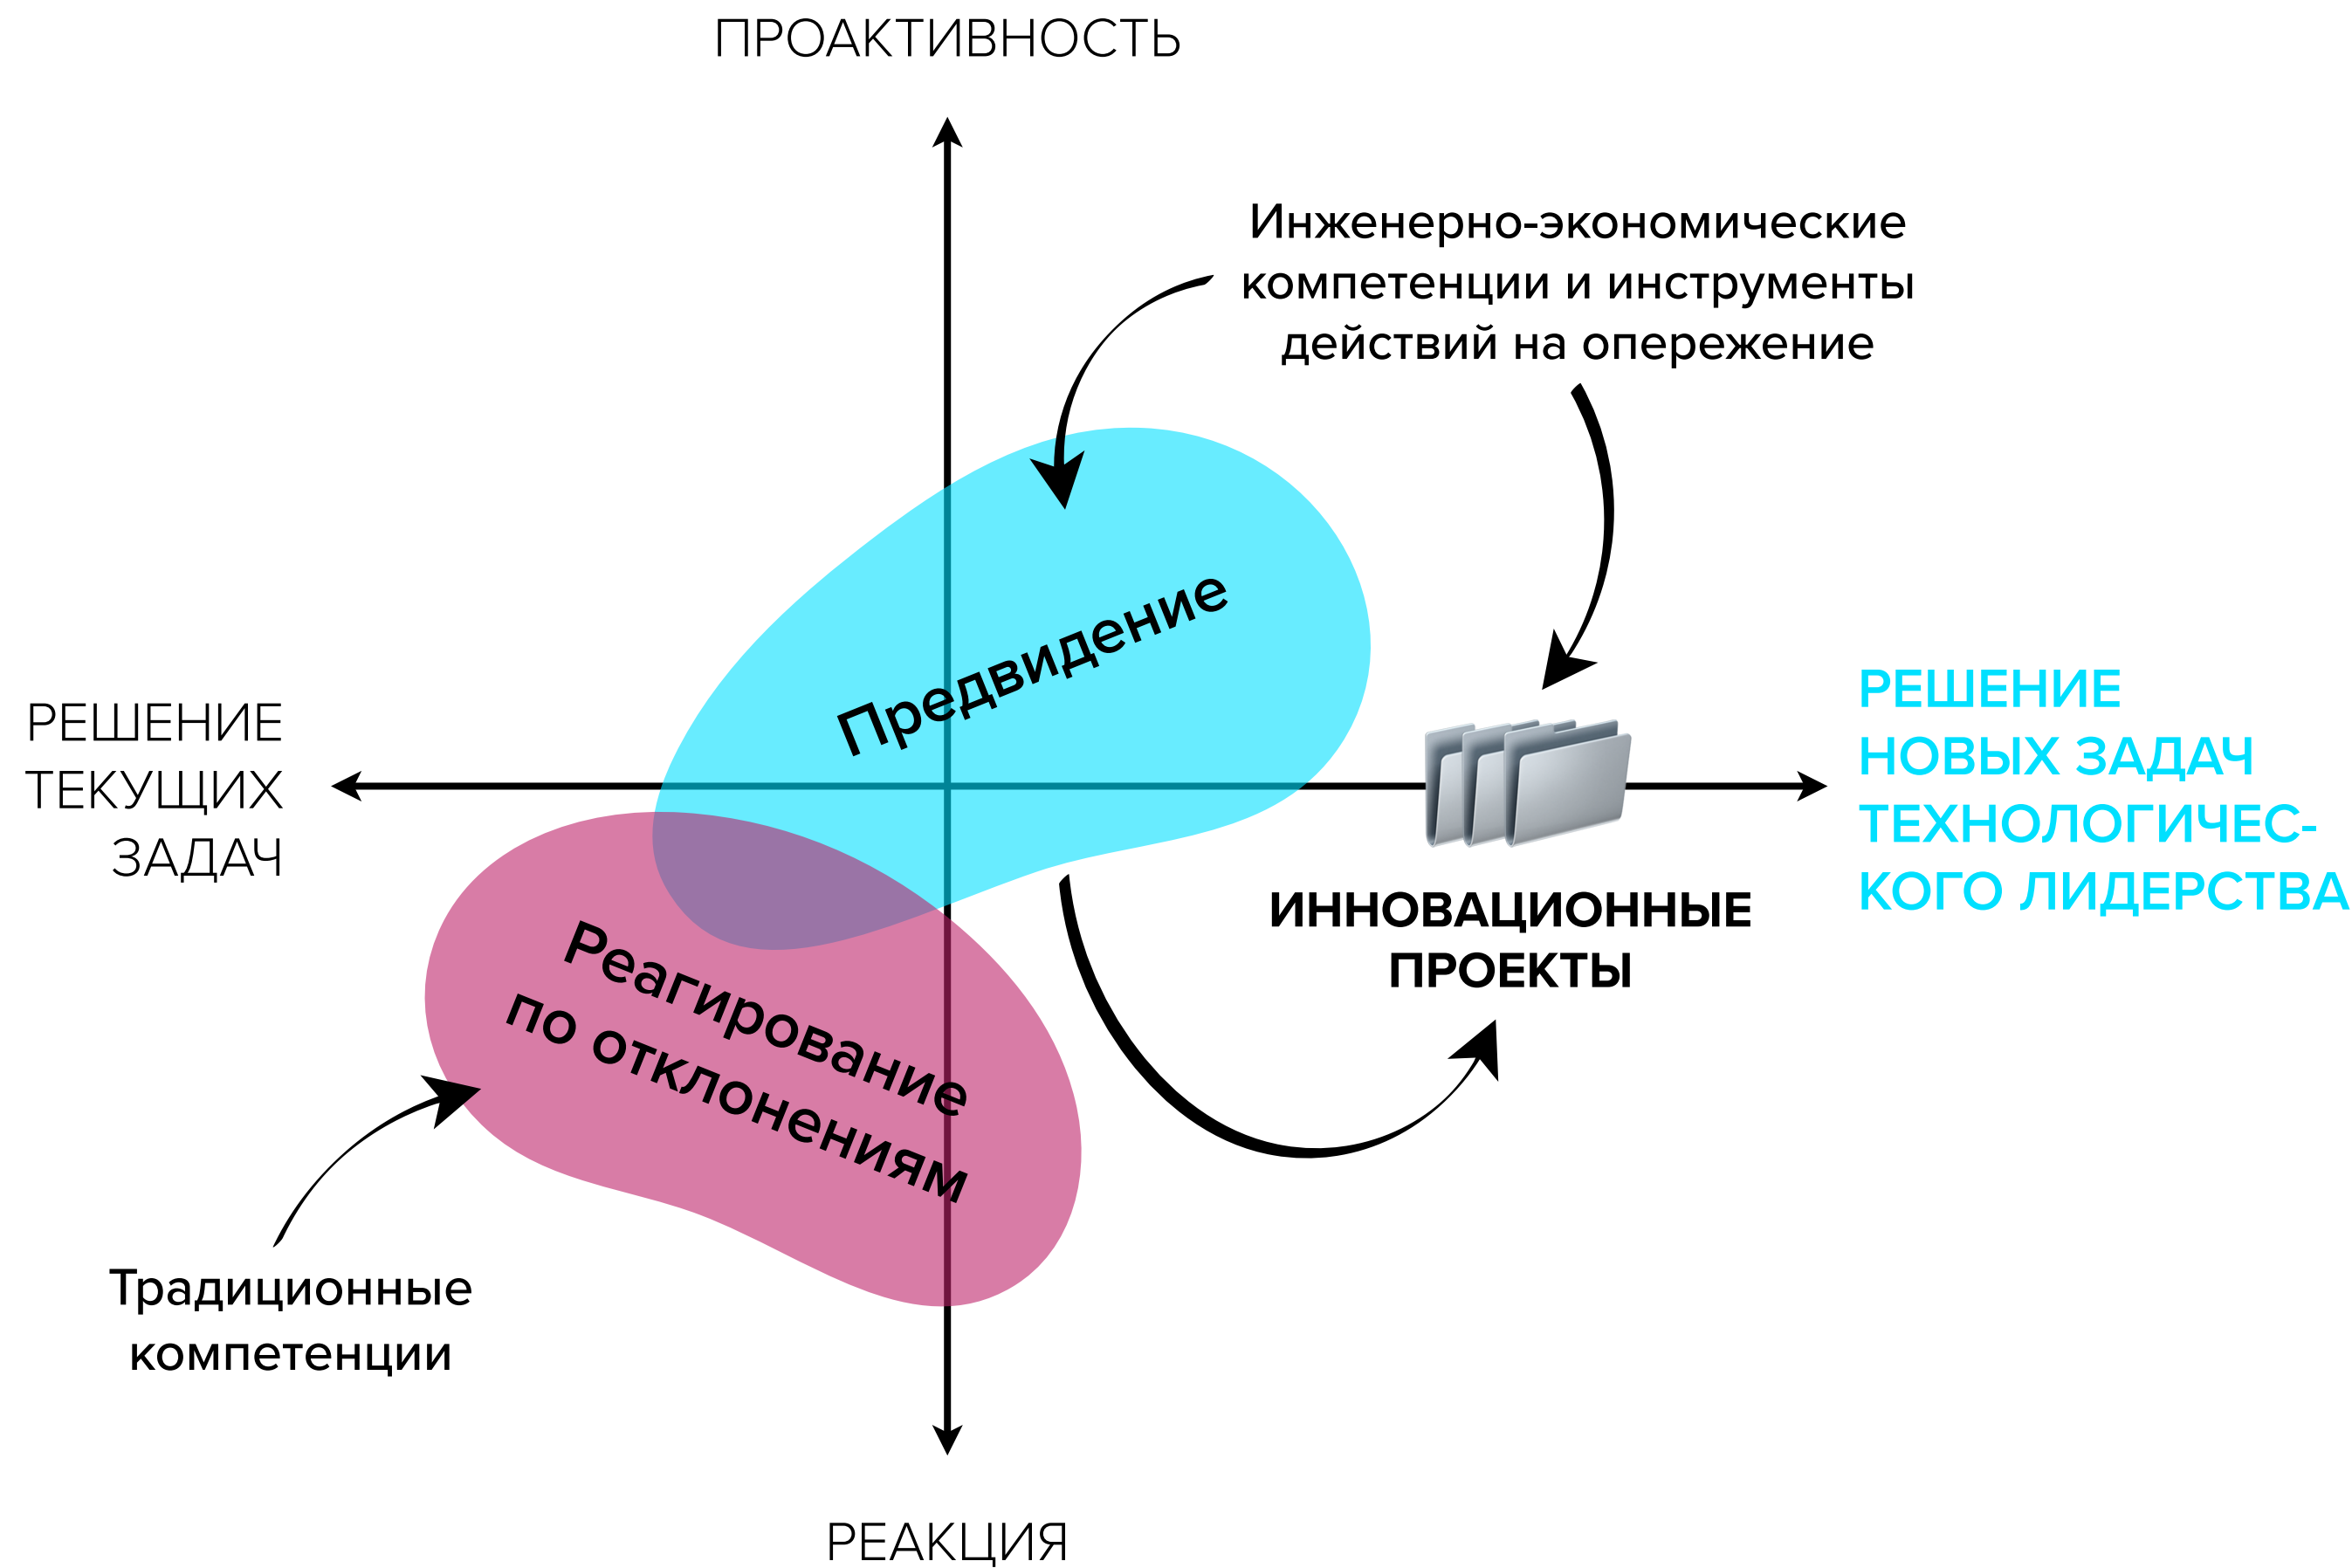 ПРОАКТИВНОСТЬ
Инженерно-экономические
компетенции и инструменты
действий на опережение
Предвидение
РЕШЕНИЕ
ТЕКУЩИХ
ЗАДАЧ
РЕШЕНИЕ
НОВЫХ ЗАДАЧ
ТЕХНОЛОГИЧЕС-
КОГО ЛИДЕРСТВА
ИННОВАЦИОННЫЕ
ПРОЕКТЫ
Реагирование
по отклонениям
Традиционные
компетенции
РЕАКЦИЯ